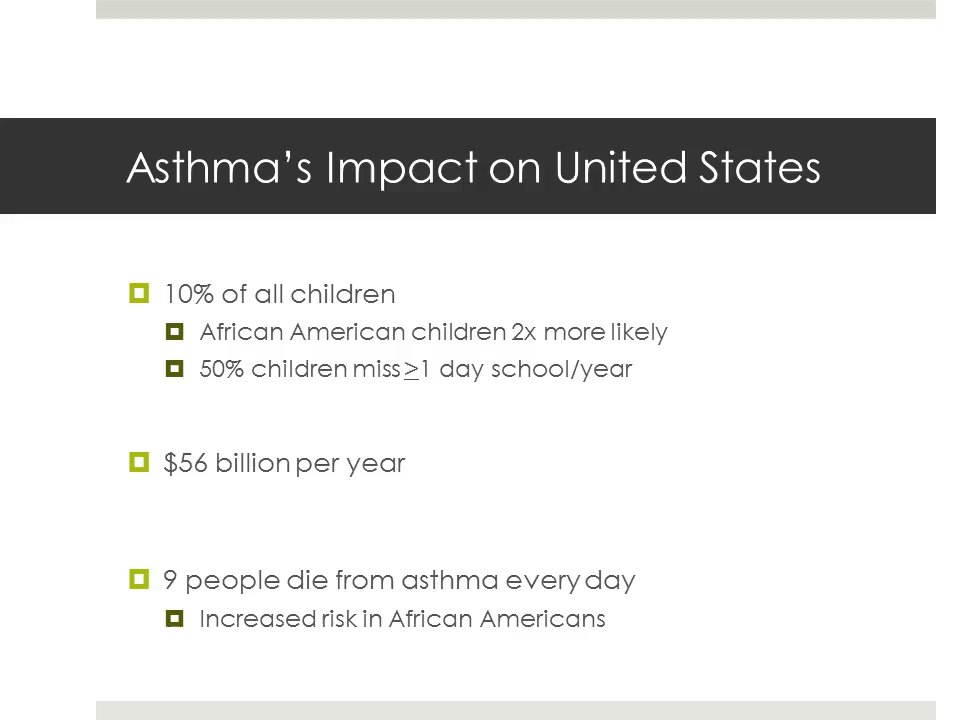 Asthma’s Impact on United States
10% of all children
African American children 2x more likely
50% children miss ≥1 day school/year
$56 billion per year
9 people die from asthma every day
Increased risk in African Americans